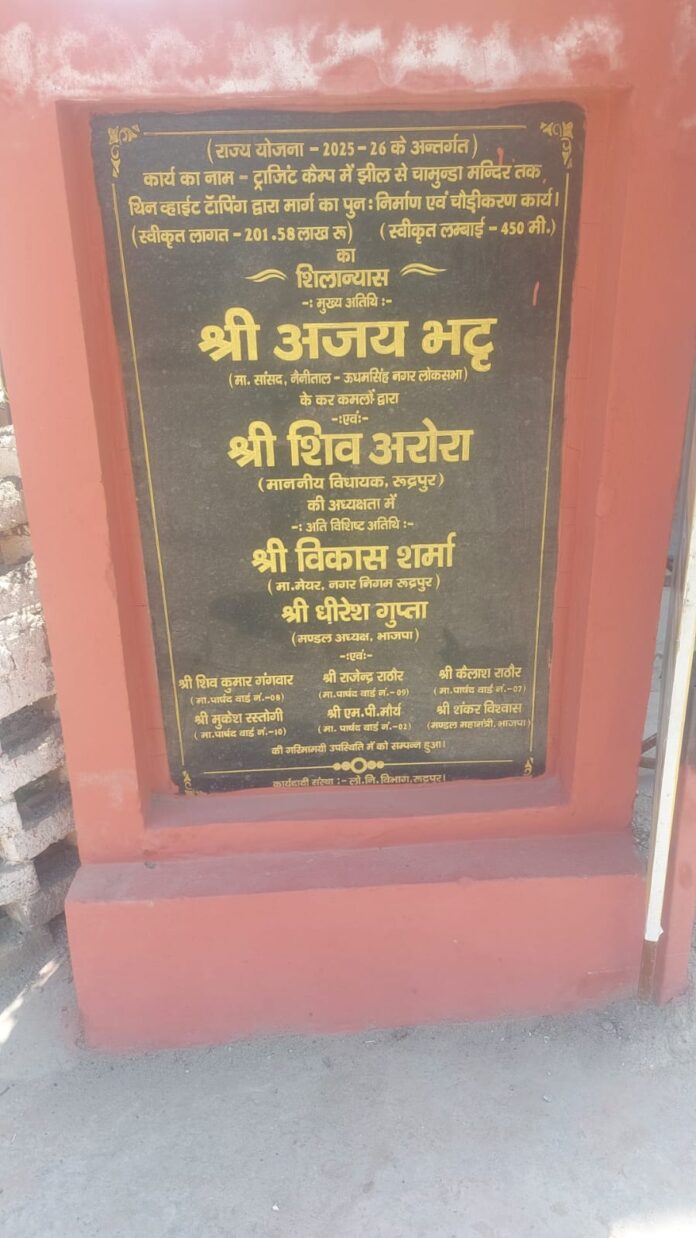 (राज्य योजना - 2025 - 26 के अन्तर्गत)
कार्य का नाम - ट्रांजिंट कैम्प में झील से चामुन्डा मन्दिर तक,
थिन व्हाईट टॉपिंग द्वारा मार्ग का पुन: निर्माण एवं चौड़ीकरण कार्य।
(स्वीकृत लागत - 201.58 लाख रू) (स्वीकृत लम्बाई - 450 मी.)
का
शिलान्यास
-: मुख्य अतिथि :-
श्री अजय भट्ट
(मा. सांसद, नैनीताल - ऊधमसिंह नगर लोकसभा)
के कर कमलों द्वारा
-:एवं:-
श्री शिव अरोरा
(माननीय विधायक, रूद्रपुर)
की अध्यक्षता में
-: अति विशिष्ट अतिथि :-
श्री विकास शर्मा
(मा.मेयर, नगर निगम रूद्रपुर)
श्री धीरेश गुप्ता
(मण्डल अध्यक्ष, भाजपा)
-:एवं:-
श्री शिव कुमार गंगवार श्री राजेन्द्र राठौर श्री कैलाश राठौर
(मा.पार्षद वार्ड नं.-08) (मा.पार्षद वार्ड नं.-09) (मा.पार्षद वार्ड नं.-07)
श्री मुकेश रस्तोगी श्री एम.पी.मौर्य श्री शंकर विश्वास
(मा. पार्षद वार्ड नं.-10) (मा. पार्षद वार्ड नं.-02) (मण्डल महामंत्री, भाजपा)
की गरिमामयी उपस्थिति में को सम्पन्न हुआ।
कार्यदायी संस्था :- लो.नि.विभाग, रूद्रपुर।